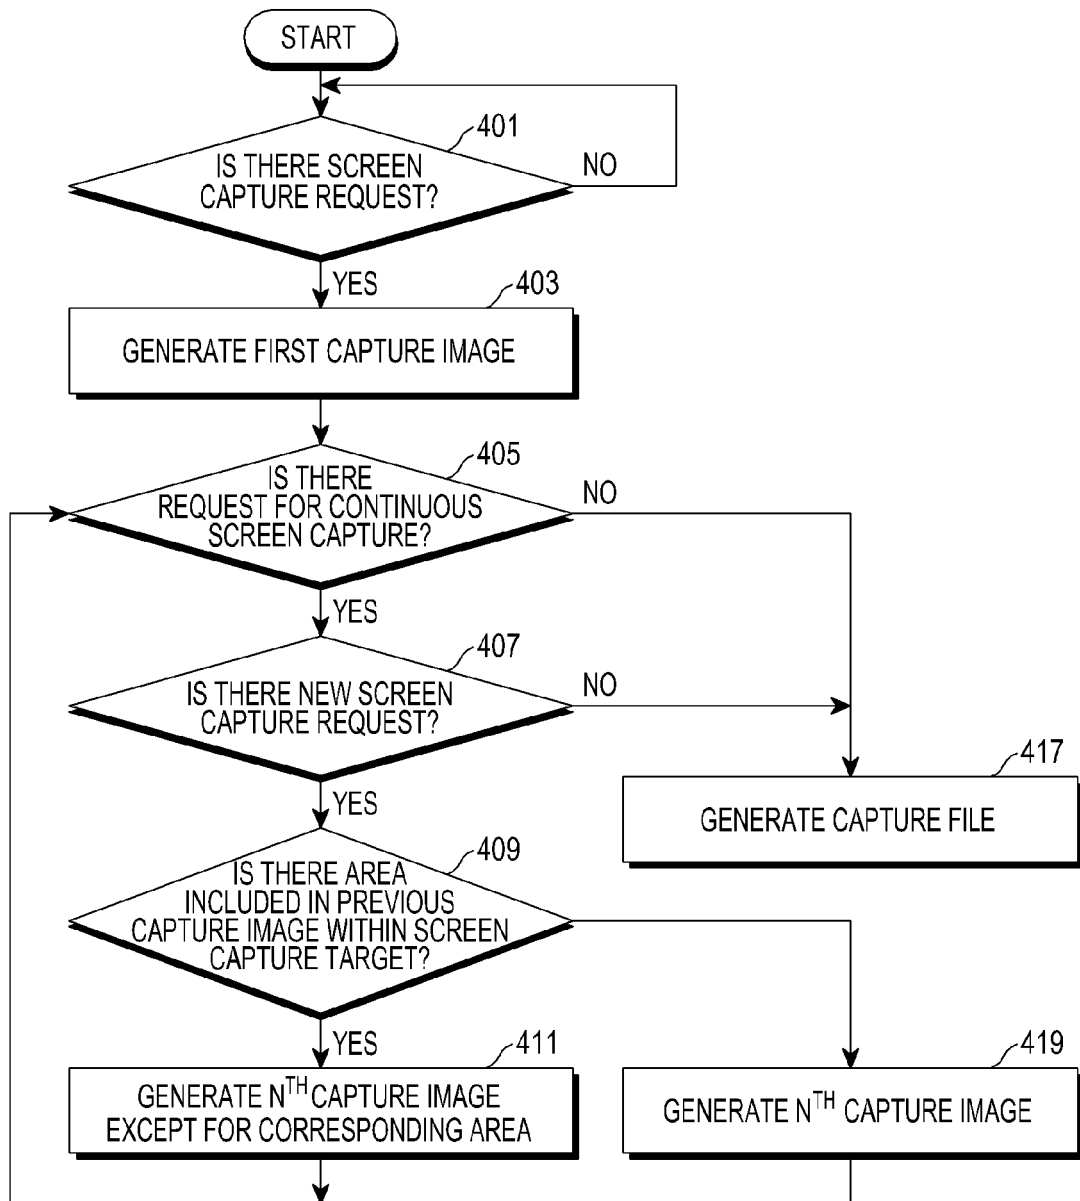 START
401
IS THERE SCREEN
CAPTURE REQUEST?
NO
YES
403
GENERATE FIRST CAPTURE IMAGE
405
IS THERE
REQUEST FOR CONTINUOUS
SCREEN CAPTURE?
NO
YES
407
IS THERE NEW SCREEN
CAPTURE REQUEST?
NO
YES
417
GENERATE CAPTURE FILE
409
IS THERE AREA
INCLUDED IN PREVIOUS
CAPTURE IMAGE WITHIN SCREEN
CAPTURE TARGET?
YES
411
GENERATE NTH CAPTURE IMAGE
EXCEPT FOR CORRESPONDING AREA
419
GENERATE NTH CAPTURE IMAGE